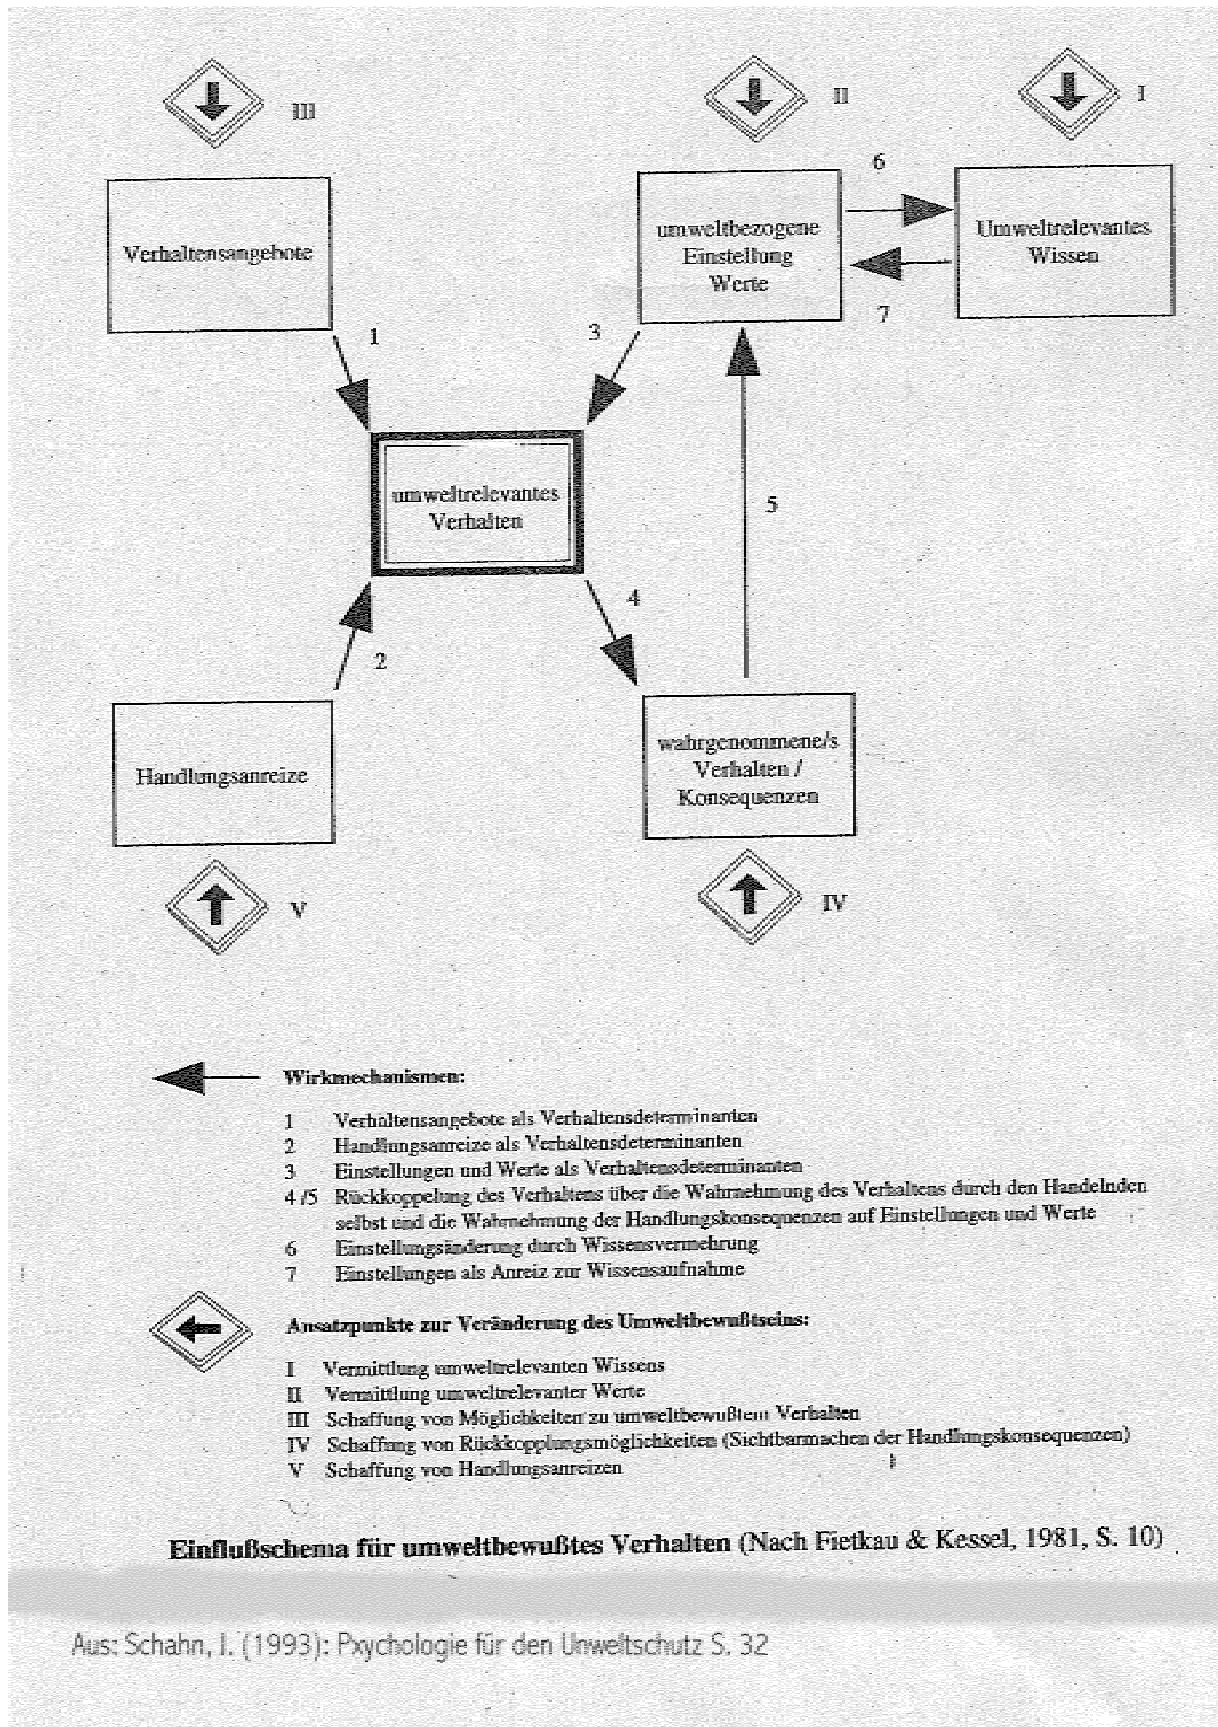 III
II
I
6
Verhaltensangebote
umweltbezogene
Einstellung
Werte
Umweltrelevantes
Wissen
7
1
3
umweltrelevantes
Verhalten
5
4
2
Handlungsanreize
wahrgenommene/s
Verhalten /
Konsequenzen
V
IV
Wirkmechanismen:
1 Verhaltensangebote als Verhaltensdeterminanten
2 Handlungsanreize als Verhaltensdeterminanten
3 Einstellungen und Werte als Verhaltensdeterminanten
4 /5 Rückkoppelung des Verhaltens über die Wahrnehmung des Verhaltens durch den Handelnden
selbst und die Wahrnehmung der Handlungskonsequenzen auf Einstellungen und Werte
6 Einstellungsänderung durch Wissensvermehrung
7 Einstellungen als Anreiz zur Wissensaufnahme
Ansatzpunkte zur Veränderung des Umweltbewußtseins:
I Vermittlung umweltrelevanten Wissens
II Vermittlung umweltrelevanter Werte
III Schaffung von Möglichkeiten zu umweltbewußtem Verhalten
IV Schaffung von Rückkopplungsmöglichkeiten (Sichtbarmachen der Handlungskonsequenzen)
V Schaffung von Handlungsanreizen
Einflußschema für umweltbewußtes Verhalten (Nach Fietkau & Kessel, 1981, S. 10)
Aus: Schahn, J. (1993): Pxychologie für den Unweltschutz S. 32